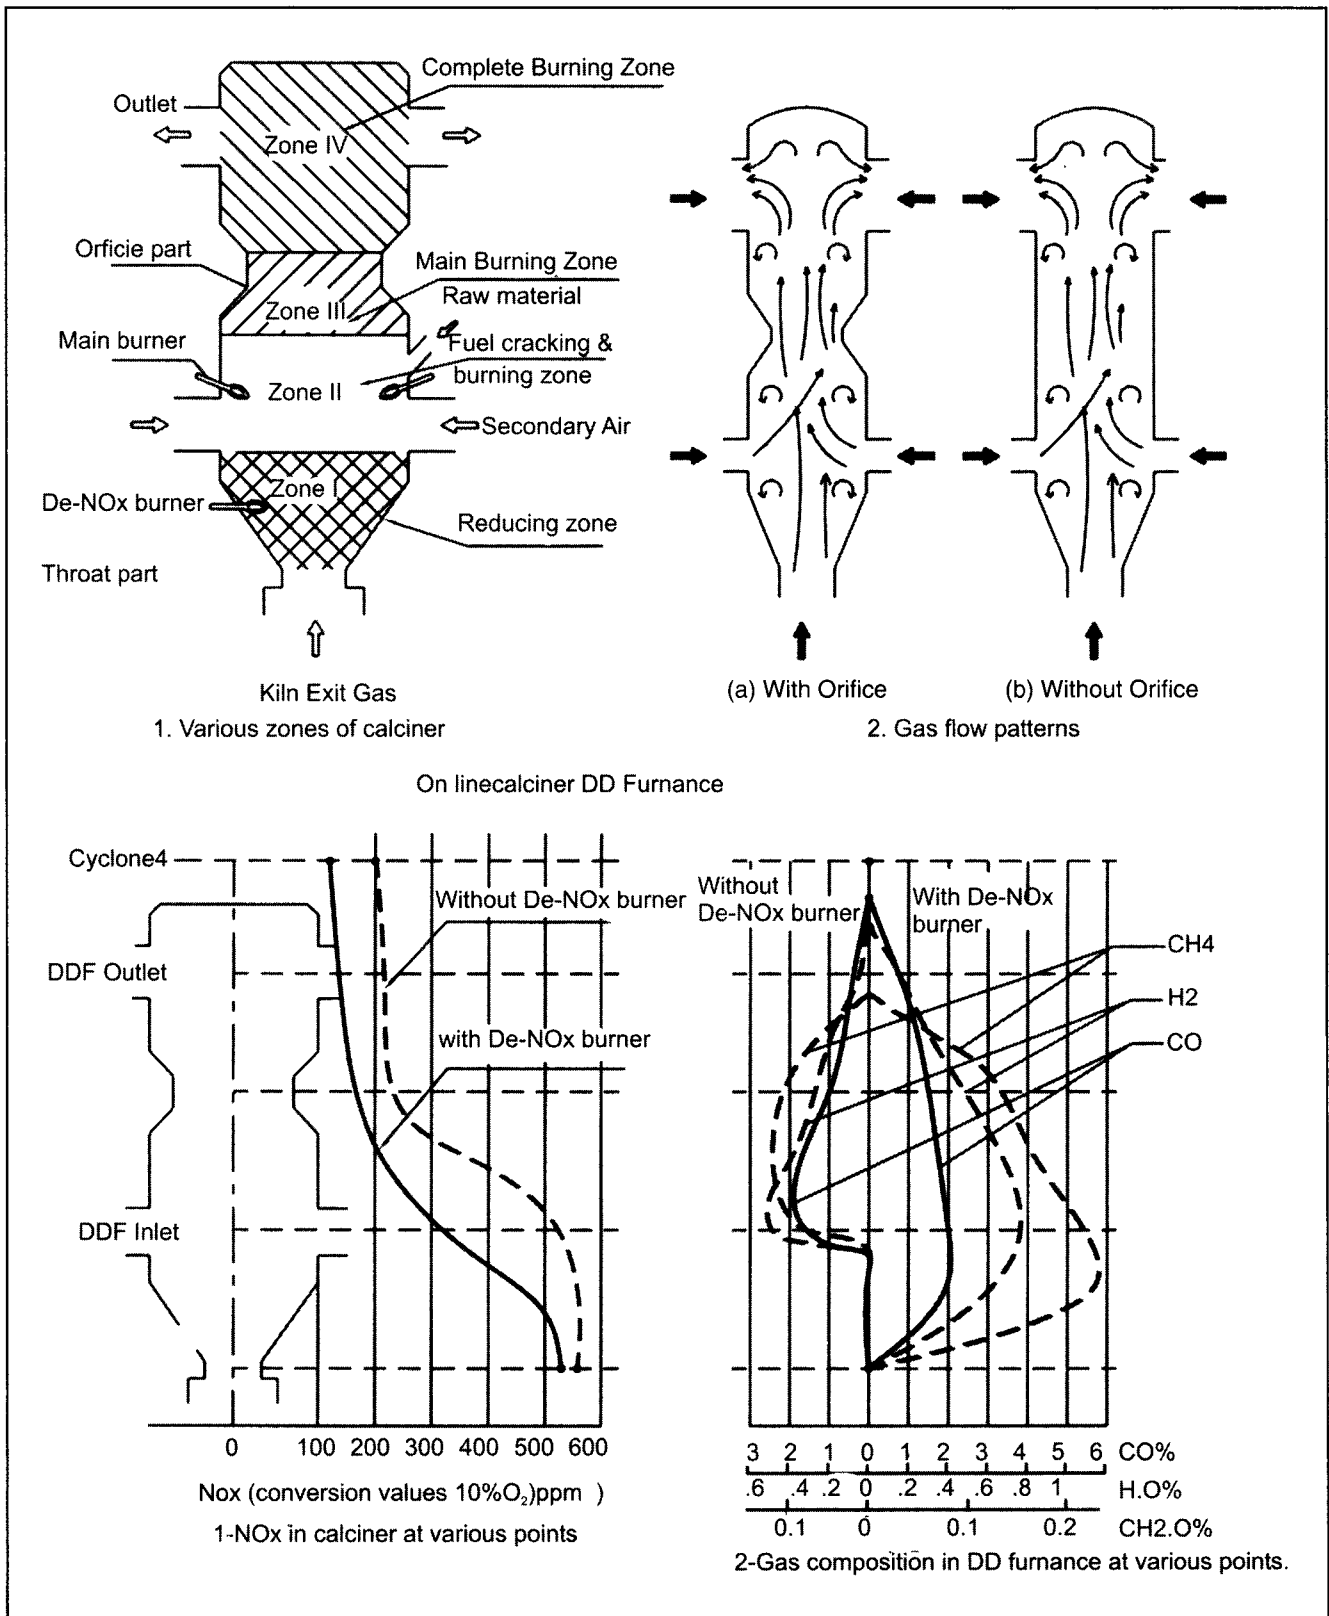 Complete Burning Zone
Outlet
Zone IV
Orificie part
Main Burning Zone
Zone III
Raw material
Main burner
Fuel cracking &
burning zone
Zone II
Secondary Air
Zone I
De-NOx burner
Reducing zone
Throat part
Kiln Exit Gas
1. Various zones of calciner
(a) With Orifice
(b) Without Orifice
2. Gas flow patterns
On linecalciner DD Furnance
Cyclone4
Without De-NOx burner
DDF Outlet
with De-NOx burner
DDF Inlet
0 100 200 300 400 500 600
Nox (conversion values 10%O₂)ppm )
1-NOx in calciner at various points
Without
De-NOx burner
With De-NOx
burner
CH4
H2
CO
3 2 1 0 1 2 3 4 5 6 CO%
.6 .4 .2 0 .2 .4 .6 .8 1 H.O%
0.1 0 0.1 0.2 CH2.O%
2-Gas composition in DD furnance at various points.